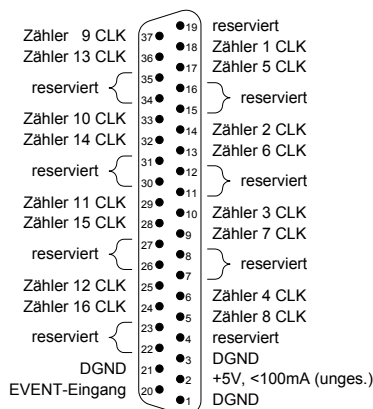 Zähler 9 CLK 37
Zähler 13 CLK 36
reserviert 35
34
Zähler 10 CLK 33
Zähler 14 CLK 32
reserviert 31
30
Zähler 11 CLK 29
Zähler 15 CLK 28
reserviert 27
26
Zähler 12 CLK 25
Zähler 16 CLK 24
reserviert 23
22
DGND 21
EVENT-Eingang 20
19 reserviert
18 Zähler 1 CLK
17 Zähler 5 CLK
16 reserviert
15
14 Zähler 2 CLK
13 Zähler 6 CLK
12 reserviert
11
10 Zähler 3 CLK
9 Zähler 7 CLK
8 reserviert
7
6 Zähler 4 CLK
5 Zähler 8 CLK
4 reserviert
3 DGND
2 +5V, <100mA (unges.)
1 DGND